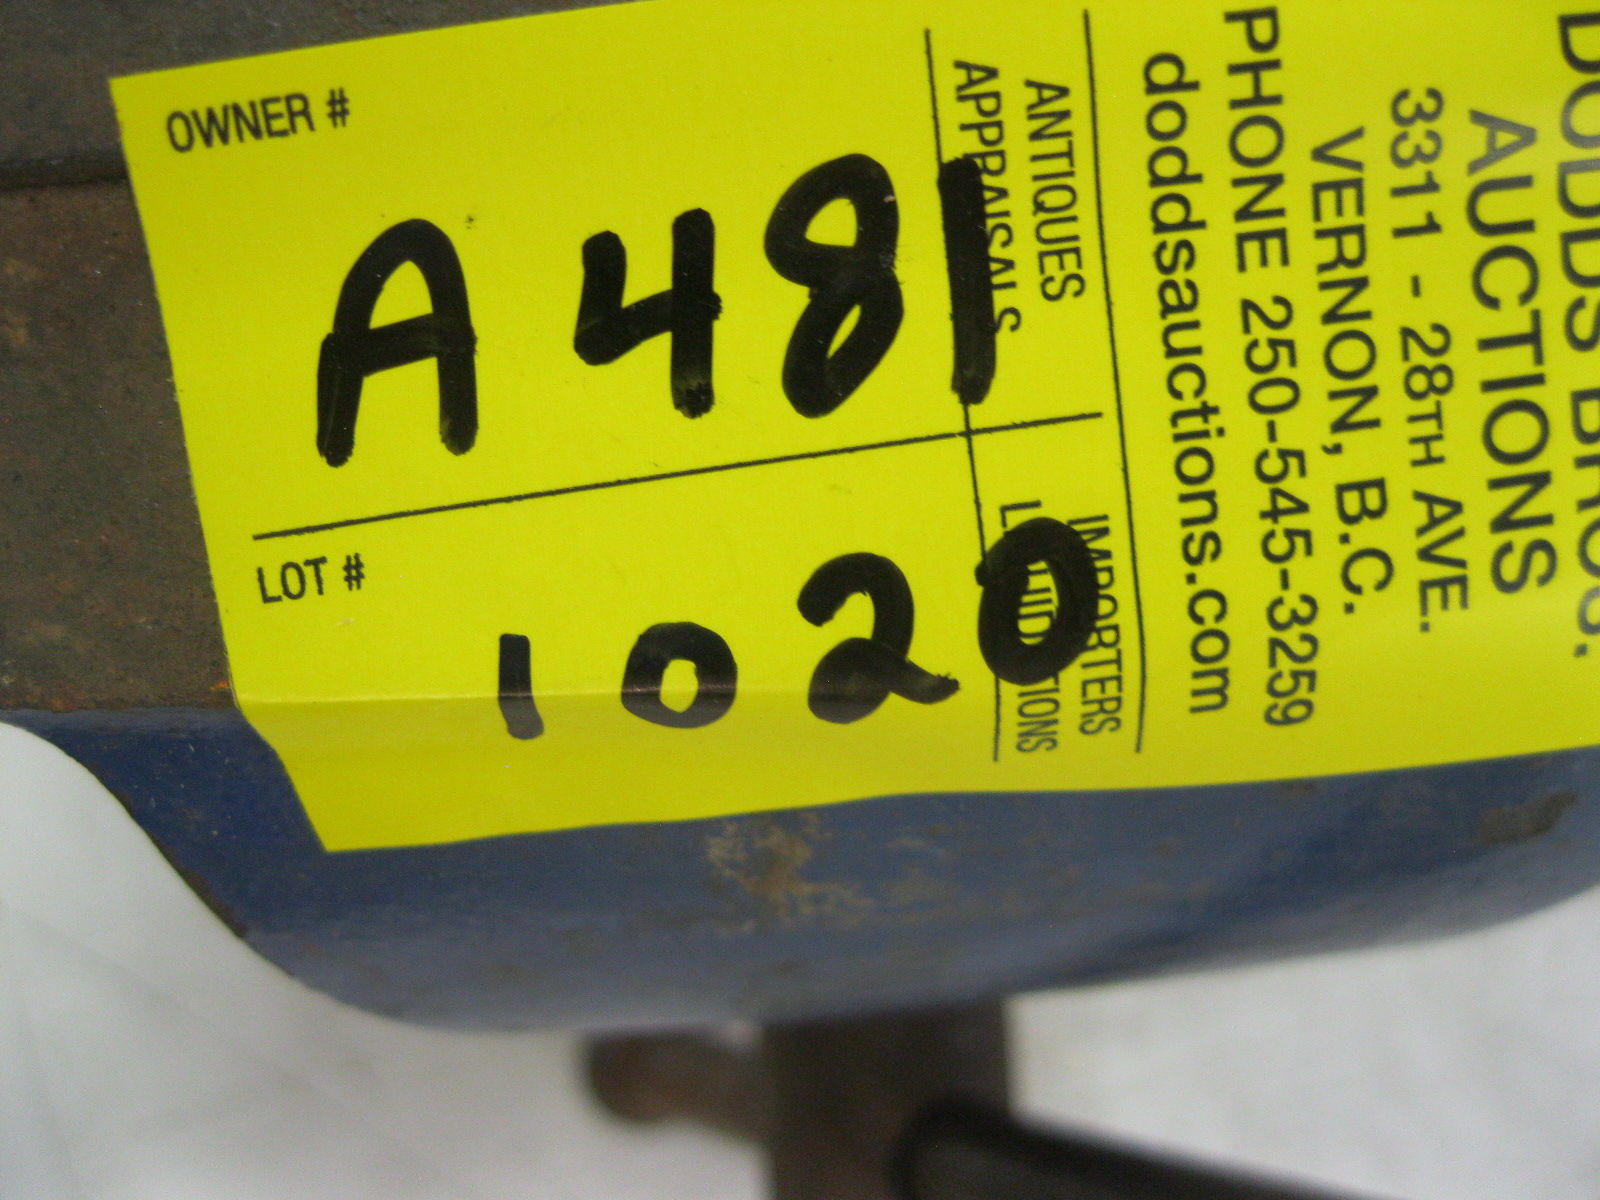 OWNER #
A 481
LOT #
1020
ANTIQUES
APPRAISALS
IMPORTERS
LIQUIDATIONS
DODDS BROS.
AUCTIONS
3311 - 28TH AVE.
VERNON, B.C.
PHONE 250-545-3259
doddsauctions.com